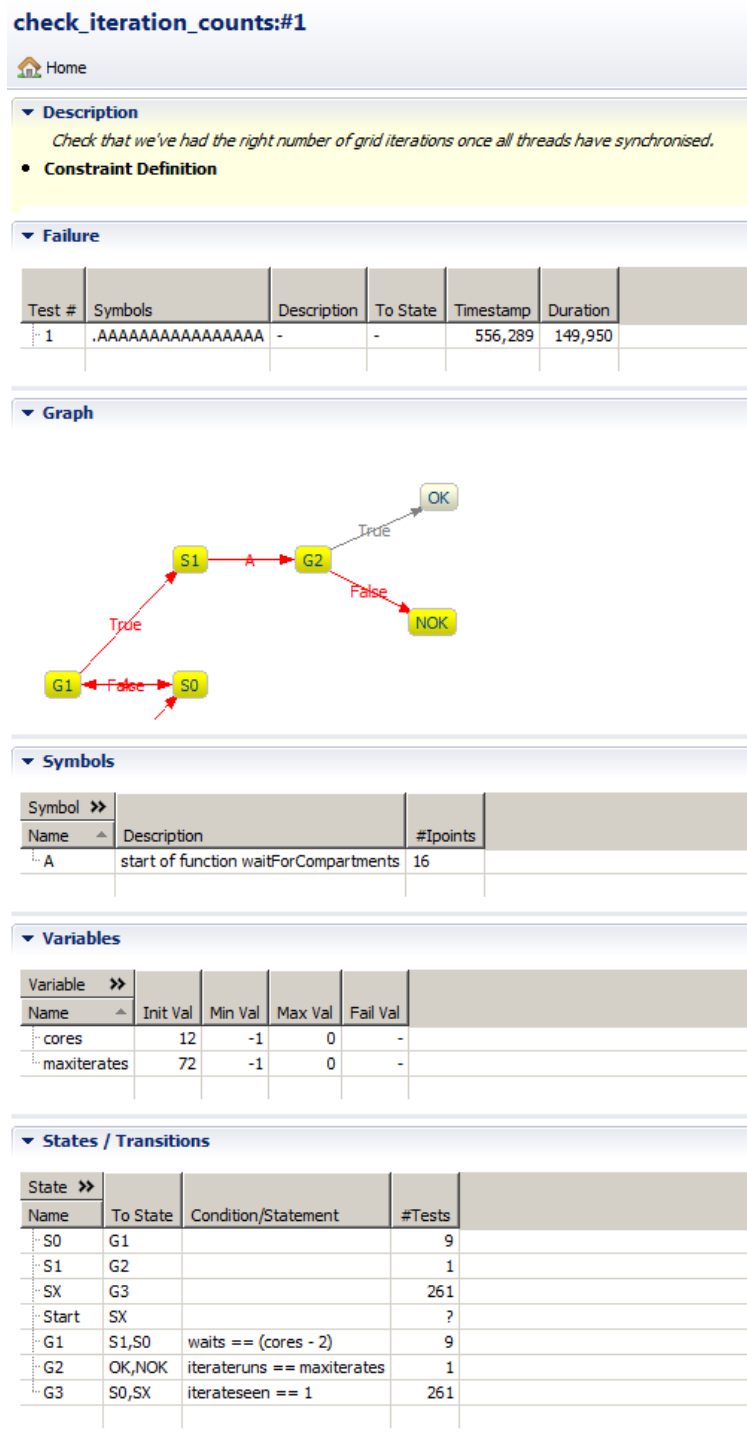 check_iteration_counts:#1
Home
Description
Check that we've had the right number of grid iterations once all threads have synchronised.
• Constraint Definition
Failure
Test # Symbols Description To State Timestamp Duration
1 .AAAAAAAAAAAAAAAA - - 556,289 149,950
Graph
OK
True
S1 A G2
False
NOK
True
G1 False S0
Symbols
Symbol
Name Description #Ipoints
A start of function waitForCompartments 16
Variables
Variable
Name Init Val Min Val Max Val Fail Val
cores 12 -1 0 -
maxiterates 72 -1 0 -
States / Transitions
State
Name To State Condition/Statement #Tests
S0 G1 9
S1 G2 1
SX G3 261
Start SX ?
G1 S1,S0 waits == (cores - 2) 9
G2 OK,NOK iterateruns == maxiterates 1
G3 S0,SX iterateseen == 1 261